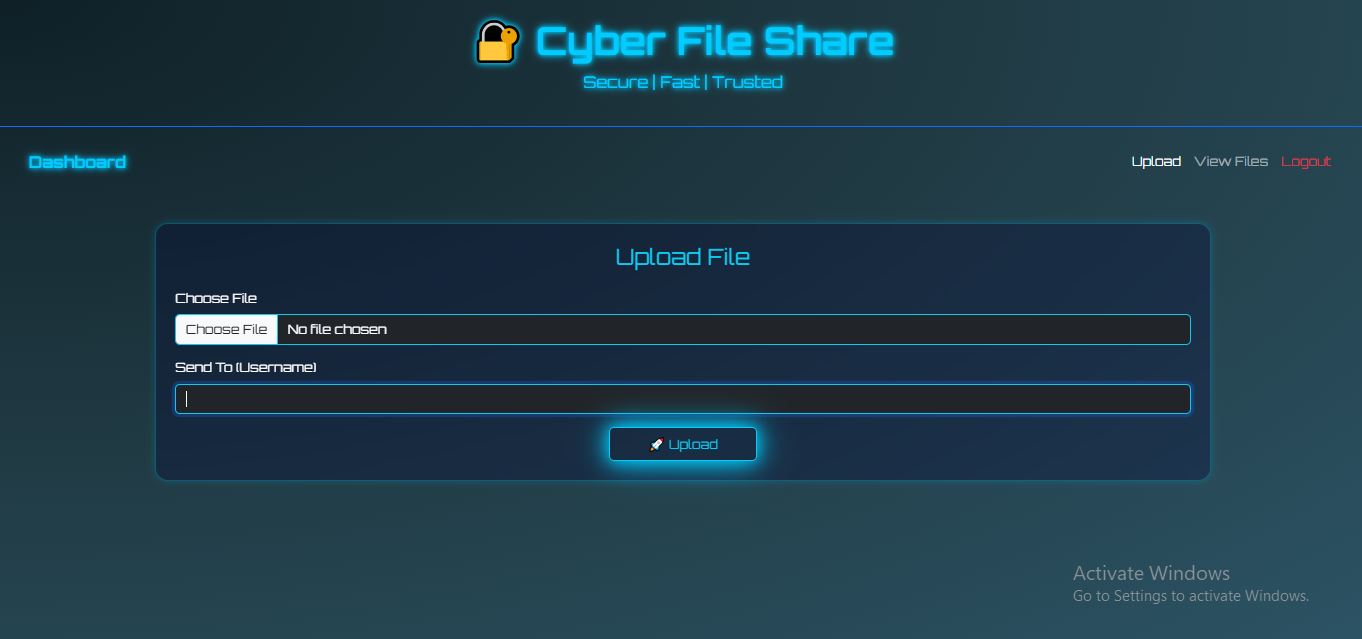 Cyber File Share
Secure | Fast | Trusted
Dashboard
Upload View Files Logout
Upload File
Choose File
Choose File No file chosen
Send To (Username)
Upload
Activate Windows
Go to Settings to activate Windows.